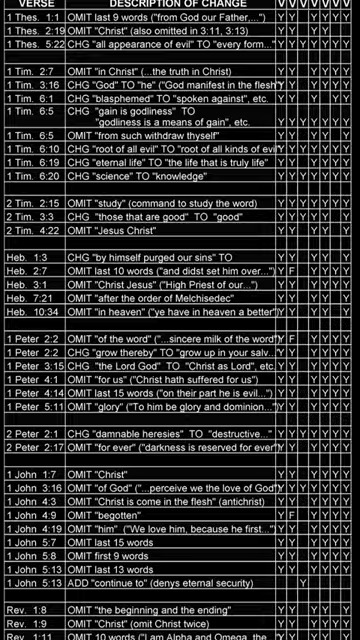 VERSE DESCRIPTION OF CHANGE V V V V V V
1 Thes. 1:1 OMIT last 9 words ("from God our Father,...")
1 Thes. 2:19 OMIT "Christ" (also omitted in 3:11, 3:13)
1 Thes. 5:22 CHG "all appearance of evil" TO "every form..."
1 Tim. 2:7 OMIT "in Christ" (...the truth in Christ)
1 Tim. 3:16 CHG "God" TO "he" ("God manifest in the flesh")
1 Tim. 6:1 CHG "blasphemed" TO "spoken against", etc.
1 Tim. 6:5 CHG "gain is godliness" TO
"godliness is a means of gain", etc.
1 Tim. 6:5 OMIT "from such withdraw thyself"
1 Tim. 6:10 CHG "root of all evil" TO "root of all kinds of evil"
1 Tim. 6:19 CHG "eternal life" TO "the life that is truly life"
1 Tim. 6:20 CHG "science" TO "knowledge"
2 Tim. 2:15 OMIT "study" (command to study the word)
2 Tim. 3:3 CHG "those that are good" TO "good"
2 Tim. 4:22 OMIT "Jesus Christ"
Heb. 1:3 CHG "by himself purged our sins" TO
Heb. 2:7 OMIT last 10 words ("and didst set him over...")
Heb. 3:1 OMIT "Christ Jesus" ("High Priest of our...")
Heb. 7:21 OMIT "after the order of Melchisedec"
Heb. 10:34 OMIT "in heaven" ("ye have in heaven a better")
1 Peter 2:2 OMIT "of the word" ("...sincere milk of the word")
1 Peter 2:2 CHG "grow thereby" TO "grow up in your salv...
1 Peter 3:15 CHG "the Lord God" TO "Christ as Lord", etc.
1 Peter 4:1 OMIT "for us" ("Christ hath suffered for us")
1 Peter 4:14 OMIT last 15 words ("on their part he is evil...")
1 Peter 5:11 OMIT "glory" ("To him be glory and dominion...")
2 Peter 2:1 CHG "damnable heresies" TO "destructive..."
2 Peter 2:17 OMIT "for ever" ("darkness is reserved for ever")
1 John 1:7 OMIT "Christ"
1 John 3:16 OMIT "of God" ("...perceive we the love of God")
1 John 4:3 OMIT "Christ is come in the flesh" (antichrist)
1 John 4:9 OMIT "begotten"
1 John 4:19 OMIT "him" ("We love him, because he first...")
1 John 5:7 OMIT last 15 words
1 John 5:8 OMIT first 9 words
1 John 5:13 OMIT last 13 words
1 John 5:13 ADD "continue to" (denys eternal security)
Rev. 1:8 OMIT "the beginning and the ending"
Rev. 1:9 OMIT "Christ" (omit Christ twice)
Rev. 1:11 OMIT 10 words ("I am Alpha and Omega, the